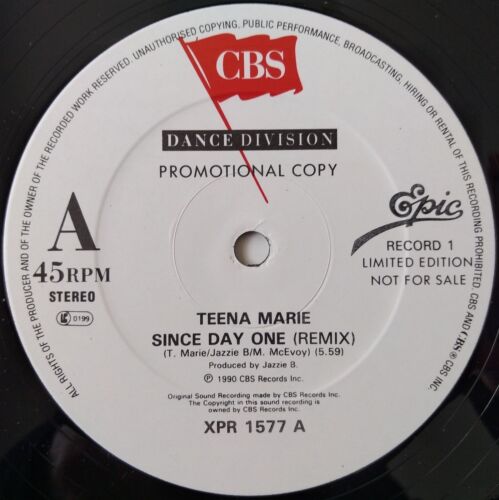 ALL RIGHTS OF THE PRODUCER AND OF THE OWNER OF THE RECORDED WORK RESERVED. UNAUTHORISED COPYING, PUBLIC PERFORMANCE, BROADCASTING, HIRING OR RENTAL OF THIS RECORDING PROHIBITED. CBS AND CBS ® CBS INC.
CBS
DANCE DIVISION
PROMOTIONAL COPY
A
45RPM
STEREO
LC 0199
Epic
RECORD 1
LIMITED EDITION
NOT FOR SALE
TEENA MARIE
SINCE DAY ONE (REMIX)
(T. Marie/Jazzie B/M. McEvoy) (5.59)
Produced by Jazzie B.
℗ 1990 CBS Records Inc.
Original Sound Recording made by CBS Records Inc.
The Copyright in this sound recording is
owned by CBS Records Inc.
XPR 1577 A